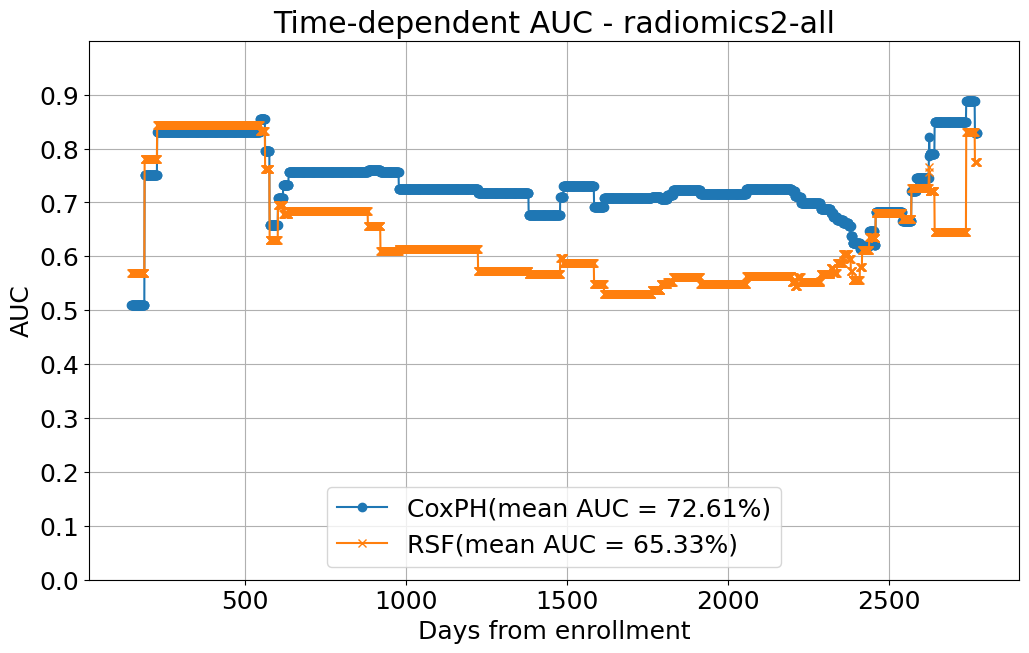 Time-dependent AUC - radiomics2-all
0.9
0.8
0.7
0.6
0.5
0.4
0.3
0.2
0.1
0.0
AUC
CoxPH(mean AUC = 72.61%)
RSF(mean AUC = 65.33%)
500 1000 1500 2000 2500
Days from enrollment